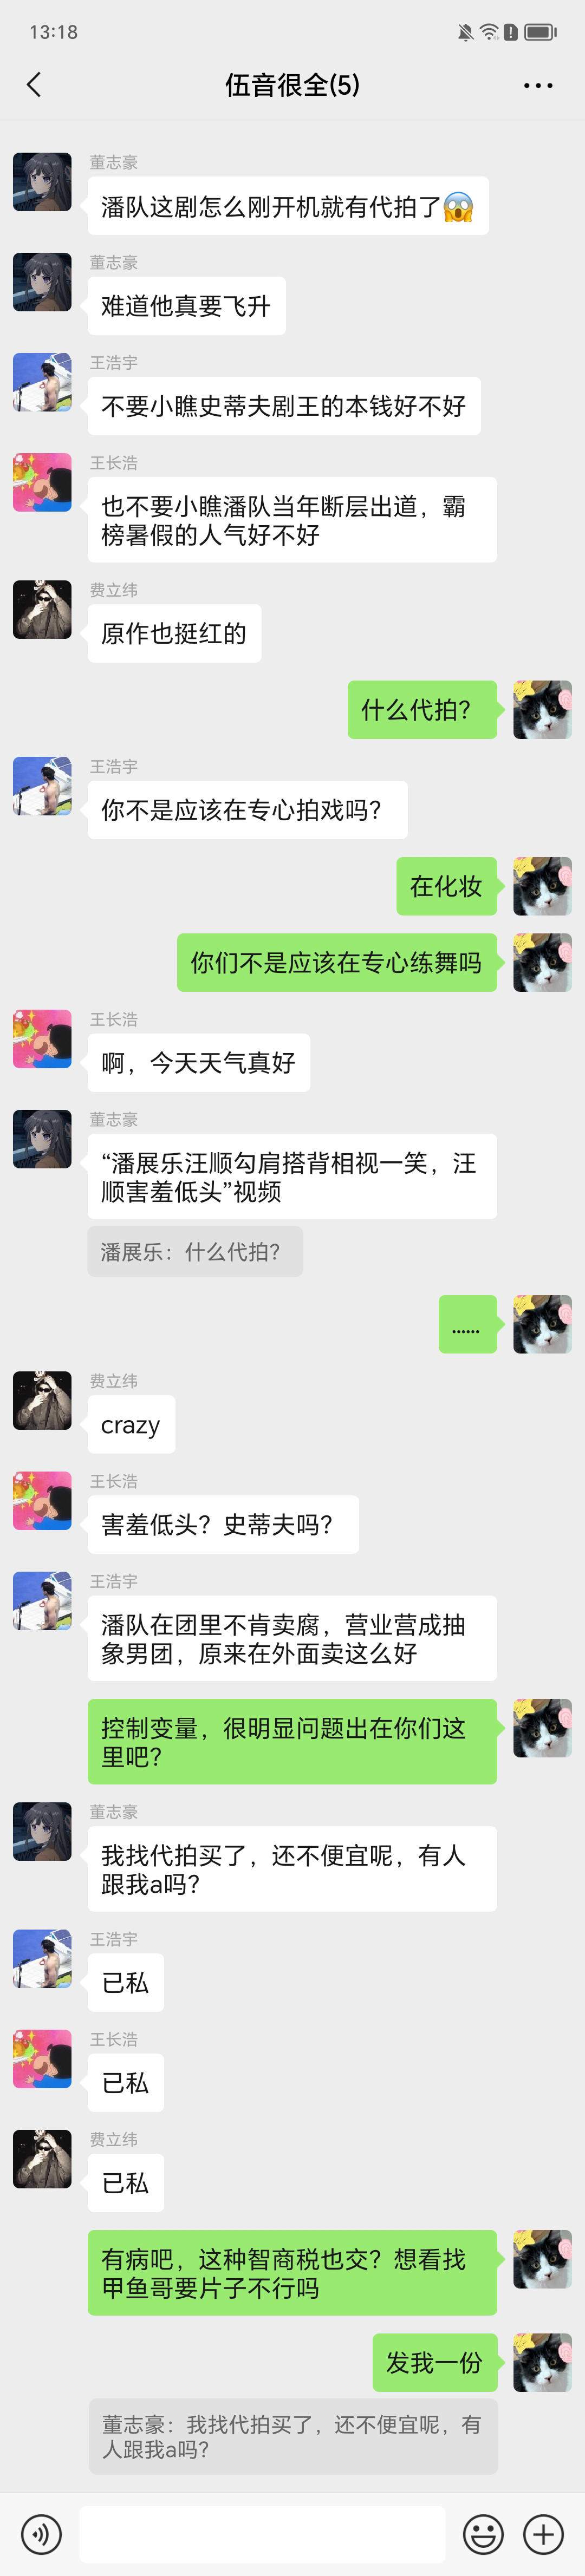 13:18
伍音很全(5)
董志豪
潘队这剧怎么刚开机就有代拍了😱
董志豪
难道他真要飞升
王浩宇
不要小瞧史蒂夫剧王的本钱好不好
王长浩
也不要小瞧潘队当年断层出道，霸
榜暑假的人气好不好
费立纬
原作也挺红的
什么代拍？
王浩宇
你不是应该在专心拍戏吗？
在化妆
你们不是应该在专心练舞吗
王长浩
啊，今天天气真好
董志豪
“潘展乐汪顺勾肩搭背相视一笑，汪
顺害羞低头”视频
潘展乐：什么代拍？
......
费立纬
crazy
王长浩
害羞低头？史蒂夫吗？
王浩宇
潘队在团里不肯卖腐，营业营成抽
象男团，原来在外面卖这么好
控制变量，很明显问题出在你们这
里吧？
董志豪
我找代拍买了，还不便宜呢，有人
跟我a吗？
王浩宇
已私
王长浩
已私
费立纬
已私
有病吧，这种智商税也交？想看找
甲鱼哥要片子不行吗
发我一份
董志豪：我找代拍买了，还不便宜呢，有
人跟我a吗？